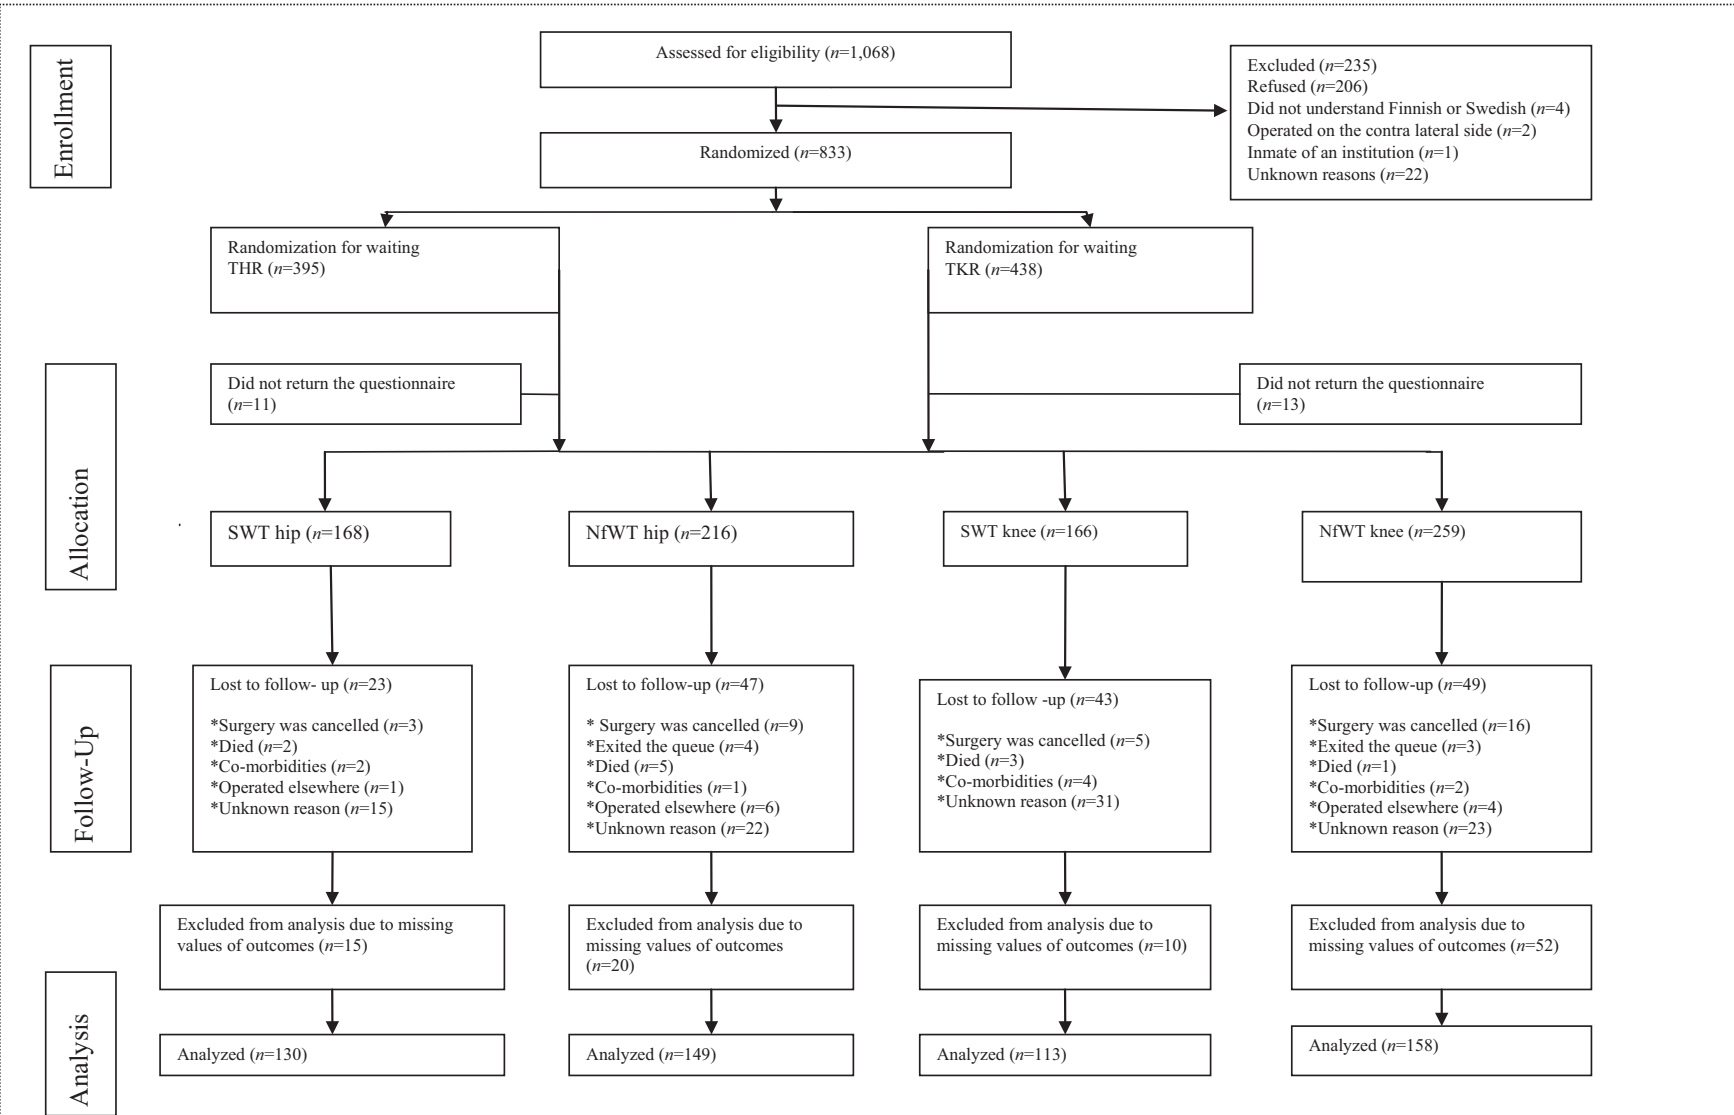 Enrollment
Assessed for eligibility (n=1,068)
Excluded (n=235)
Refused (n=206)
Did not understand Finnish or Swedish (n=4)
Operated on the contra lateral side (n=2)
Inmate of an institution (n=1)
Unknown reasons (n=22)
Randomized (n=833)
Randomization for waiting
THR (n=395)
Randomization for waiting
TKR (n=438)
Allocation
Did not return the questionnaire
(n=11)
Did not return the questionnaire
(n=13)
SWT hip (n=168)
NfWT hip (n=216)
SWT knee (n=166)
NfWT knee (n=259)
Follow-Up
Lost to follow- up (n=23)
*Surgery was cancelled (n=3)
*Died (n=2)
*Co-morbidities (n=2)
*Operated elsewhere (n=1)
*Unknown reason (n=15)
Lost to follow-up (n=47)
* Surgery was cancelled (n=9)
*Exited the queue (n=4)
*Died (n=5)
*Co-morbidities (n=1)
*Operated elsewhere (n=6)
*Unknown reason (n=22)
Lost to follow -up (n=43)
*Surgery was cancelled (n=5)
*Died (n=3)
*Co-morbidities (n=4)
*Unknown reason (n=31)
Lost to follow-up (n=49)
*Surgery was cancelled (n=16)
*Exited the queue (n=3)
*Died (n=1)
*Co-morbidities (n=2)
*Operated elsewhere (n=4)
*Unknown reason (n=23)
Excluded from analysis due to missing
values of outcomes (n=15)
Excluded from analysis due to
missing values of outcomes
(n=20)
Excluded from analysis due to
missing values of outcomes (n=10)
Excluded from analysis due to
missing values of outcomes (n=52)
Analysis
Analyzed (n=130)
Analyzed (n=149)
Analyzed (n=113)
Analyzed (n=158)